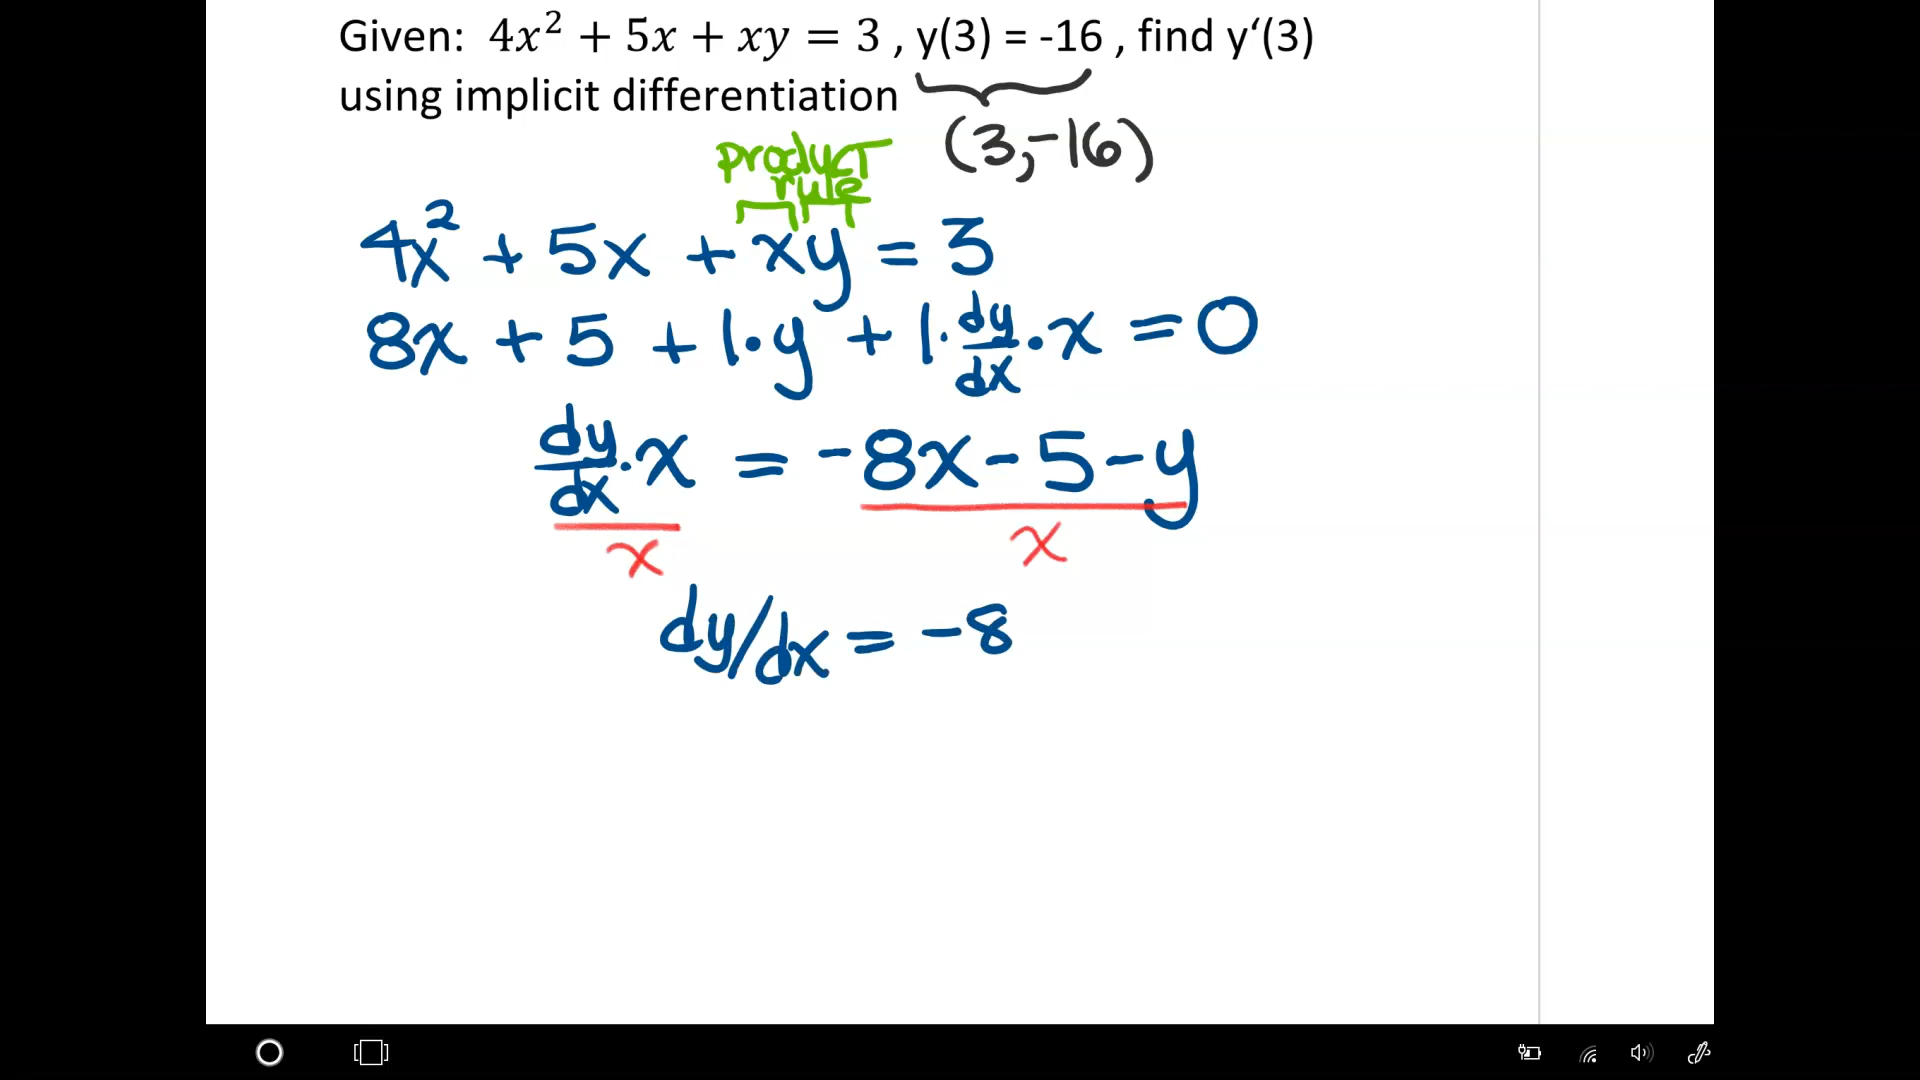 Given: 4x² + 5x + xy = 3 , y(3) = -16 , find y‘(3)
using implicit differentiation
(3,-16)
product
rule
4x² + 5x + xy = 3
8x + 5 + 1·y + 1·dy/dx·x = 0
dy/dx·x = -8x-5-y
x x
dy/dx = -8